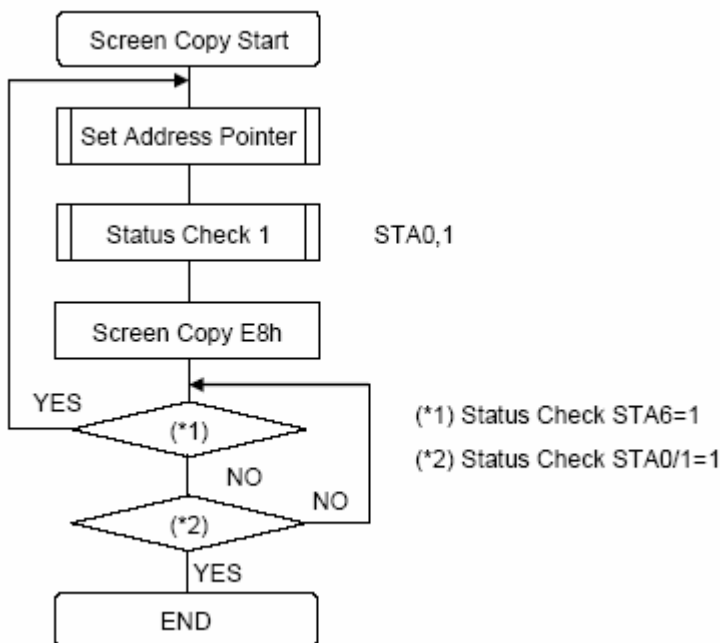 Screen Copy Start
Set Address Pointer
Status Check 1
STA0,1
Screen Copy E8h
YES
(*1)
NO
(*1) Status Check STA6=1
(*2) Status Check STA0/1=1
NO
(*2)
YES
END